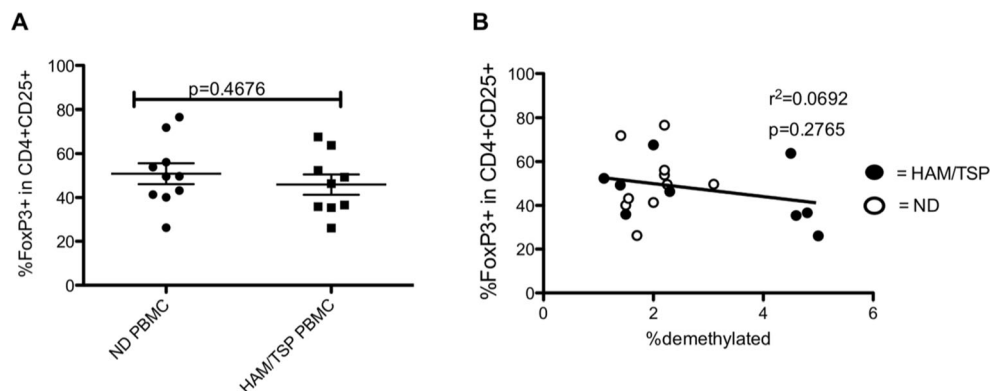 A
%FoxP3+ in CD4+CD25+
100
80
60
40
20
0
p=0.4676
ND PBMC
HAM/TSP PBMC
B
%FoxP3+ in CD4+CD25+
100
80
60
40
20
0
r²=0.0692
p=0.2765
= HAM/TSP
= ND
0
2
4
6
%demethylated